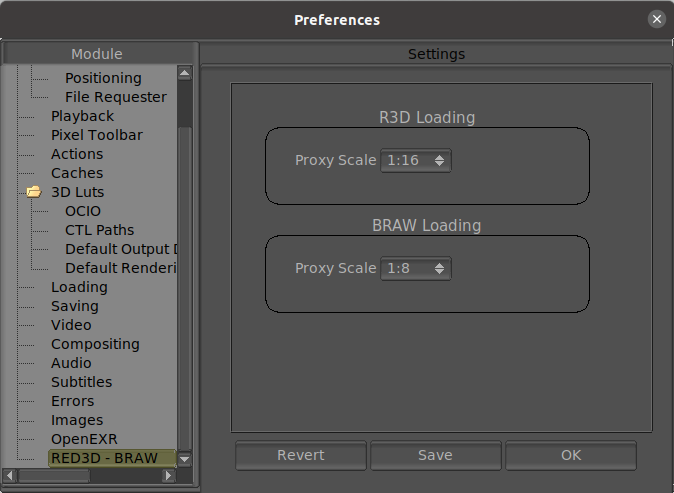 Preferences
Module
Settings
Positioning
File Requester
Playback
Pixel Toolbar
Actions
Caches
3D Luts
OCIO
CTL Paths
Default Output D
Default Renderi
Loading
Saving
Video
Compositing
Audio
Subtitles
Errors
Images
OpenEXR
RED3D - BRAW
R3D Loading
Proxy Scale 1:16
BRAW Loading
Proxy Scale 1:8
Revert
Save
OK